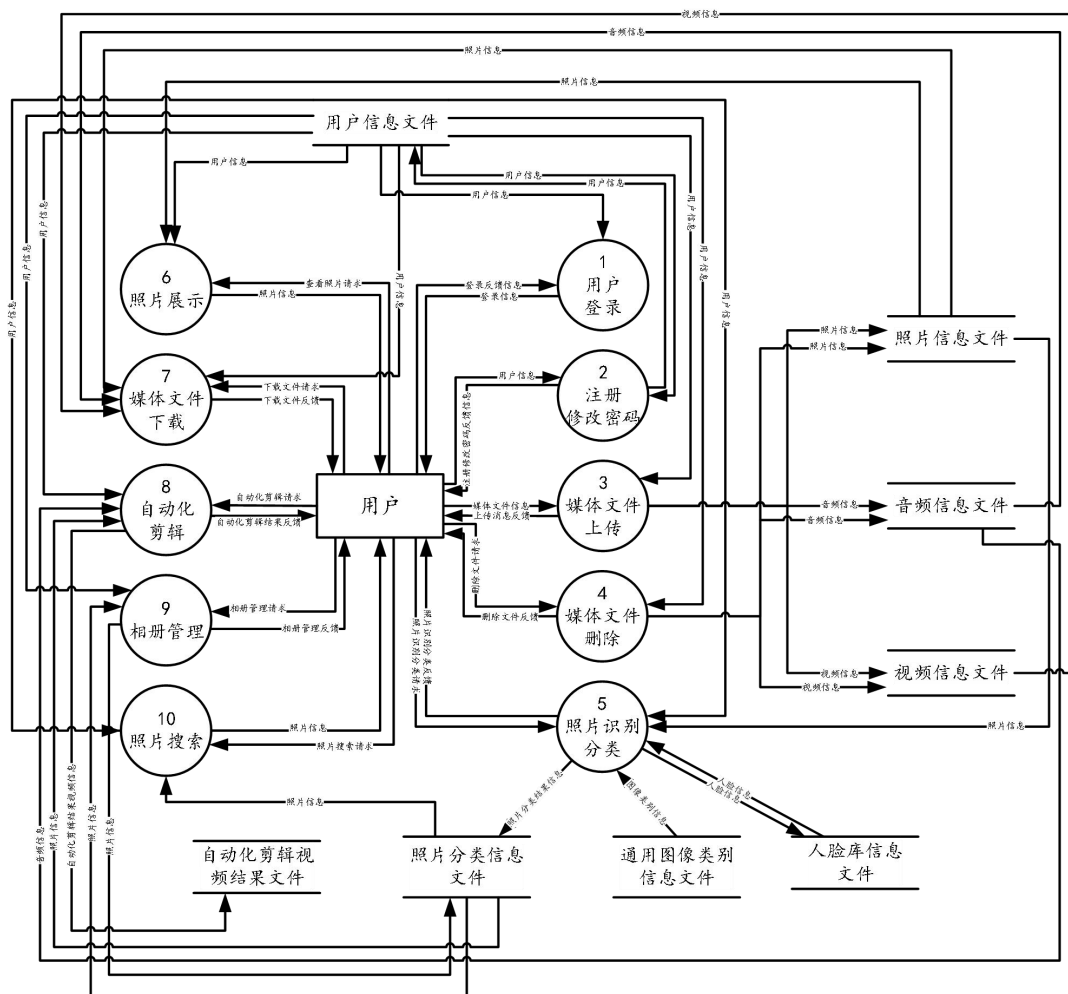 视频信息
音频信息
照片信息
照片信息
用户信息文件
用户信息
用户信息
用户信息
用户信息
用户信息
用户信息
用户信息
用户信息
用户信息
用户信息
用户信息
用户信息
6
照片展示
查看照片请求
照片信息
1
用户
登录
登录反馈信息
登录信息
照片信息文件
照片信息
照片信息
7
媒体文件
下载
下载文件请求
下载文件反馈
2
注册
修改密码
用户信息
注册修改密码反馈信息
8
自动化
剪辑
自动化剪辑请求
自动化剪辑结果反馈
用户
媒体文件信息
上传消息反馈
3
媒体文件
上传
音频信息
音频信息
音频信息文件
删除文件请求
删除文件反馈
4
媒体文件
删除
9
相册管理
相册管理请求
相册管理反馈
照片识别分类反馈
照片识别分类请求
视频信息
视频信息
视频信息文件
10
照片搜索
照片信息
照片搜索请求
5
照片识别
分类
照片信息
人脸信息
人脸信息
图像类别信息
照片分类结果信息
照片信息
音频信息
照片信息
自动化剪辑结果视频信息
照片信息
照片信息
自动化剪辑视
频结果文件
照片分类信息
文件
通用图像类别
信息文件
人脸库信息
文件